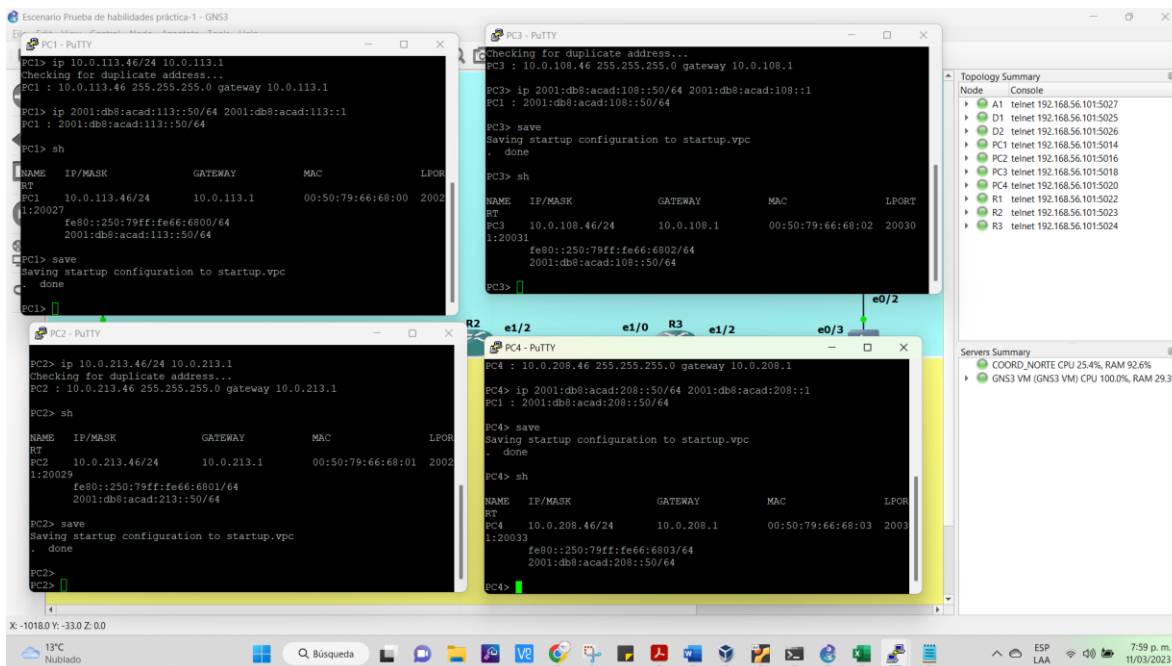 Escenario Prueba de habilidades práctica-1 - GNS3
PC1 - PuTTY
PC1> ip 10.0.113.46/24 10.0.113.1
Checking for duplicate address...
PC1 : 10.0.113.46 255.255.255.0 gateway 10.0.113.1
PC1> ip 2001:db8:acad:113::50/64 2001:db8:acad:113::1
PC1 : 2001:db8:acad:113::50/64
PC1> sh
NAME IP/MASK GATEWAY MAC LPOR
RT
PC1 10.0.113.46/24 10.0.113.1 00:50:79:66:68:00 2002
1:20027
fe80::250:79ff:fe66:6800/64
2001:db8:acad:113::50/64
PC1> save
Saving startup configuration to startup.vpc
. done
PC1>
PC3 - PuTTY
Checking for duplicate address...
PC3 : 10.0.108.46 255.255.255.0 gateway 10.0.108.1
PC3> ip 2001:db8:acad:108::50/64 2001:db8:acad:108::1
PC1 : 2001:db8:acad:108::50/64
PC3> save
Saving startup configuration to startup.vpc
. done
PC3> sh
NAME IP/MASK GATEWAY MAC LPORT
RT
PC3 10.0.108.46/24 10.0.108.1 00:50:79:66:68:02 20030
1:20031
fe80::250:79ff:fe66:6802/64
2001:db8:acad:108::50/64
PC3>
Topology Summary
Node Console
A1 telnet 192.168.56.101:5027
D1 telnet 192.168.56.101:5025
D2 telnet 192.168.56.101:5026
PC1 telnet 192.168.56.101:5014
PC2 telnet 192.168.56.101:5016
PC3 telnet 192.168.56.101:5018
PC4 telnet 192.168.56.101:5020
R1 telnet 192.168.56.101:5022
R2 telnet 192.168.56.101:5023
R3 telnet 192.168.56.101:5024
e0/2
R2 e1/2 e1/0 R3 e1/2 e0/3
PC2 - PuTTY
PC2> ip 10.0.213.46/24 10.0.213.1
Checking for duplicate address...
PC2 : 10.0.213.46 255.255.255.0 gateway 10.0.213.1
PC2> sh
NAME IP/MASK GATEWAY MAC LPOR
RT
PC2 10.0.213.46/24 10.0.213.1 00:50:79:66:68:01 2002
1:20029
fe80::250:79ff:fe66:6801/64
2001:db8:acad:213::50/64
PC2> save
Saving startup configuration to startup.vpc
. done
PC2>
PC2>
PC4 - PuTTY
PC4 : 10.0.208.46 255.255.255.0 gateway 10.0.208.1
PC4> ip 2001:db8:acad:208::50/64 2001:db8:acad:208::1
PC1 : 2001:db8:acad:208::50/64
PC4> save
Saving startup configuration to startup.vpc
. done
PC4> sh
NAME IP/MASK GATEWAY MAC LPOR
RT
PC4 10.0.208.46/24 10.0.208.1 00:50:79:66:68:03 2003
1:20033
fe80::250:79ff:fe66:6803/64
2001:db8:acad:208::50/64
PC4>
Servers Summary
COORD_NORTE CPU 25.4%, RAM 92.6%
GNS3 VM (GNS3 VM) CPU 100.0%, RAM 29.3
X: -1018.0 Y: -33.0 Z: 0.0
13°C
Nublado
Búsqueda
ESP
LAA
7:59 p. m.
11/03/2023